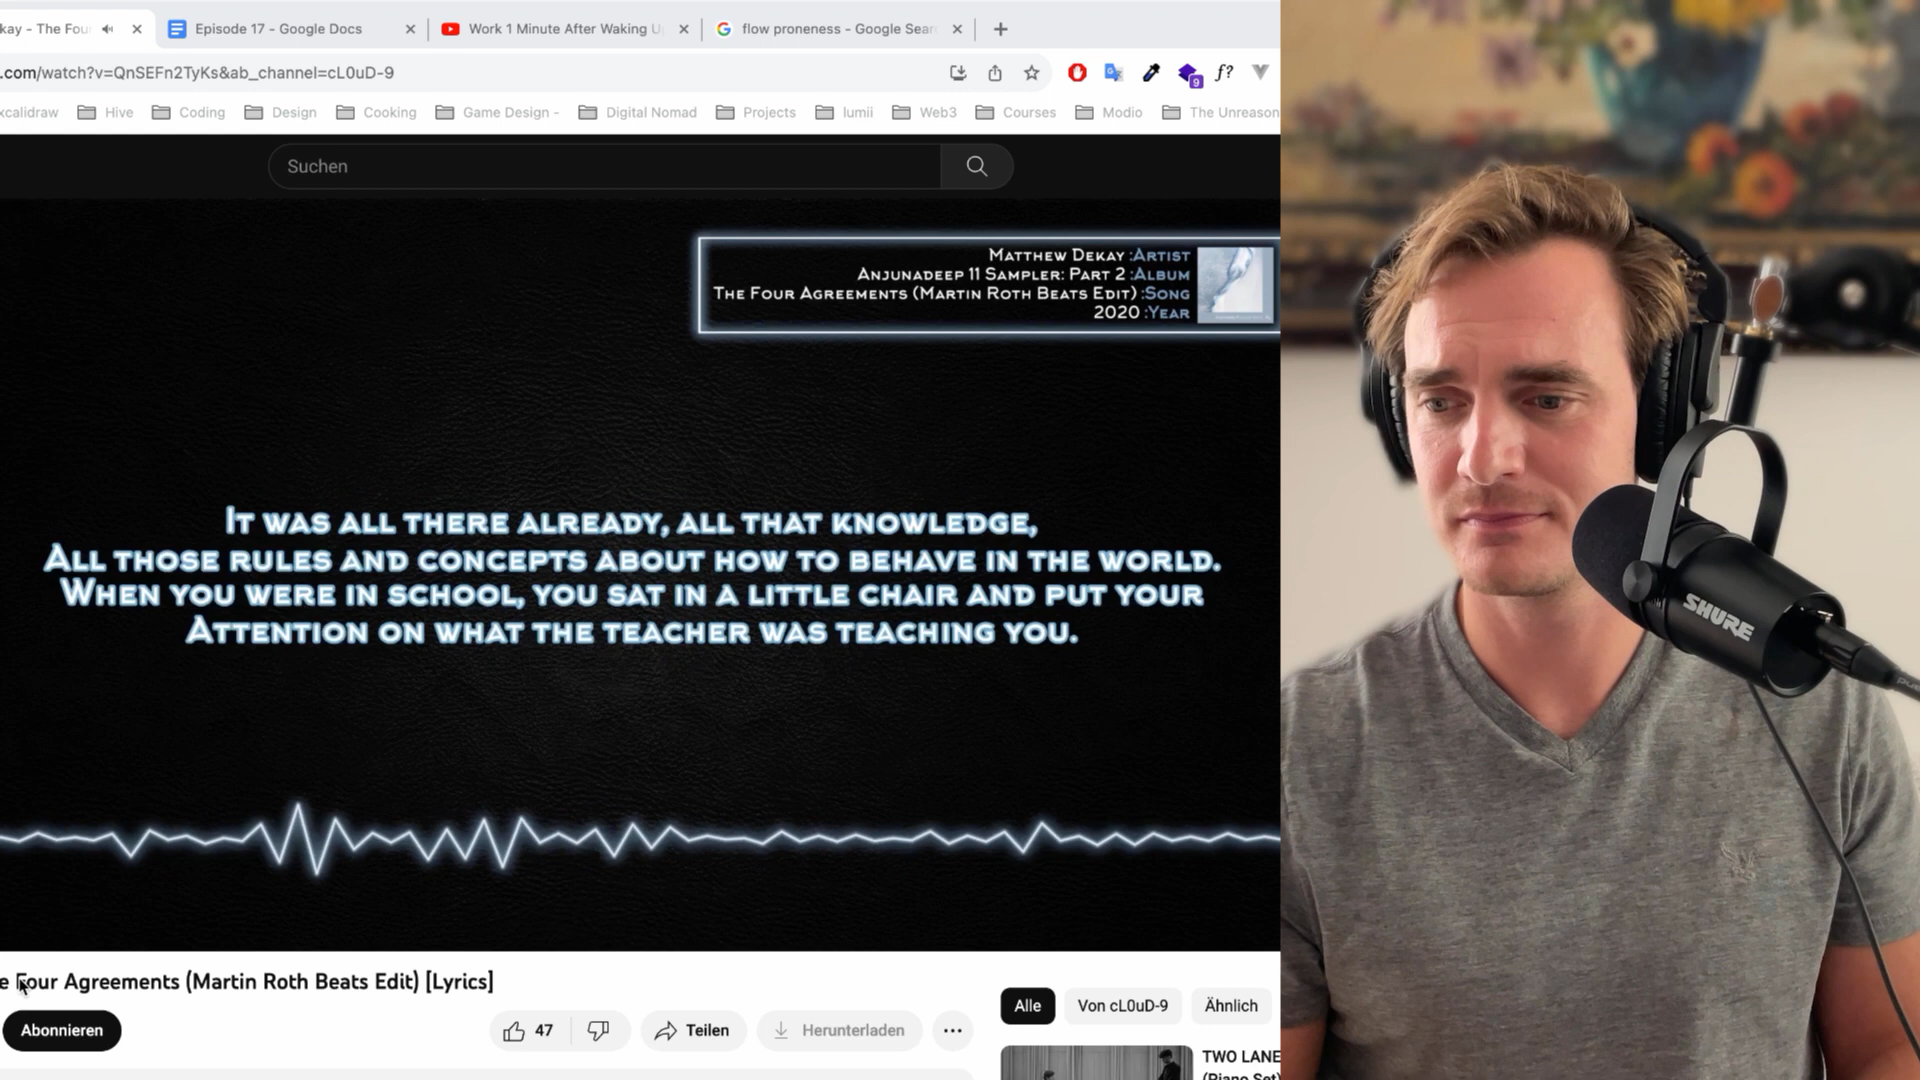 kay - The Four
Episode 17 - Google Docs
Work 1 Minute After Waking U
flow proneness - Google Sear
.com/watch?v=QnSEFn2TyKs&ab_channel=cL0uD-9
9
f?
xcalidraw
Hive
Coding
Design
Cooking
Game Design -
Digital Nomad
Projects
lumii
Web3
Courses
Modio
The Unreason
Suchen
Matthew Dekay :Artist
Anjunadeep 11 Sampler: Part 2 :Album
The Four Agreements (Martin Roth Beats Edit) :Song
2020 :Year
It was all there already, all that knowledge,
All those rules and concepts about how to behave in the world.
When you were in school, you sat in a little chair and put your
Attention on what the teacher was teaching you.
SHURE
e Four Agreements (Martin Roth Beats Edit) [Lyrics]
Abonnieren
47
Teilen
Herunterladen
Alle
Von cL0uD-9
Ähnlich
TWO LANE
(Piano Set)